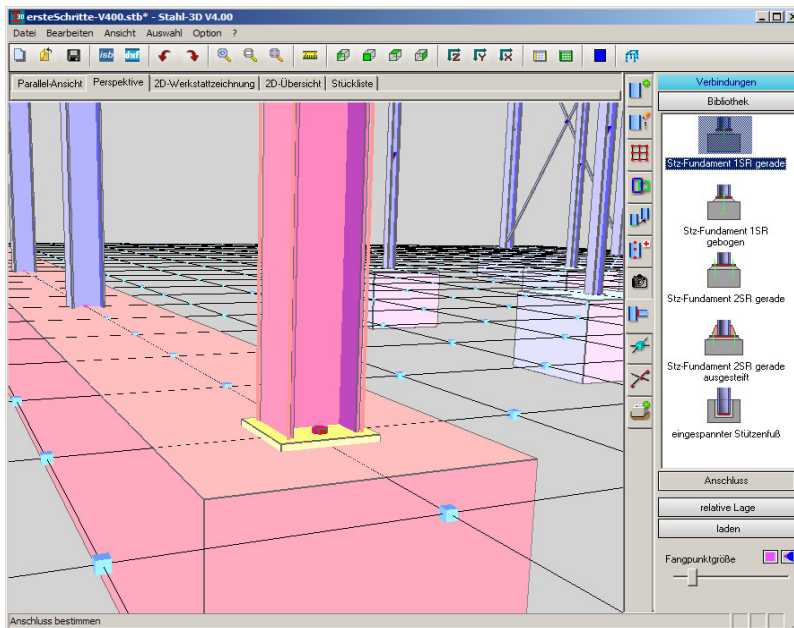 ersteSchritte-V400.stb* - Stahl-3D V4.00
Datei Bearbeiten Ansicht Auswahl Option ?
isb dxf
Parallel-Ansicht Perspektive 2D-Werkstattzeichnung 2D-Übersicht Stückliste
Verbindungen
Bibliothek
Stz-Fundament 1SR gerade
Stz-Fundament 1SR
gebogen
Stz-Fundament 2SR gerade
Stz-Fundament 2SR gerade
ausgesteift
eingespannter Stützenfuß
Anschluss
relative Lage
laden
Fangpunktgröße
Anschluss bestimmen